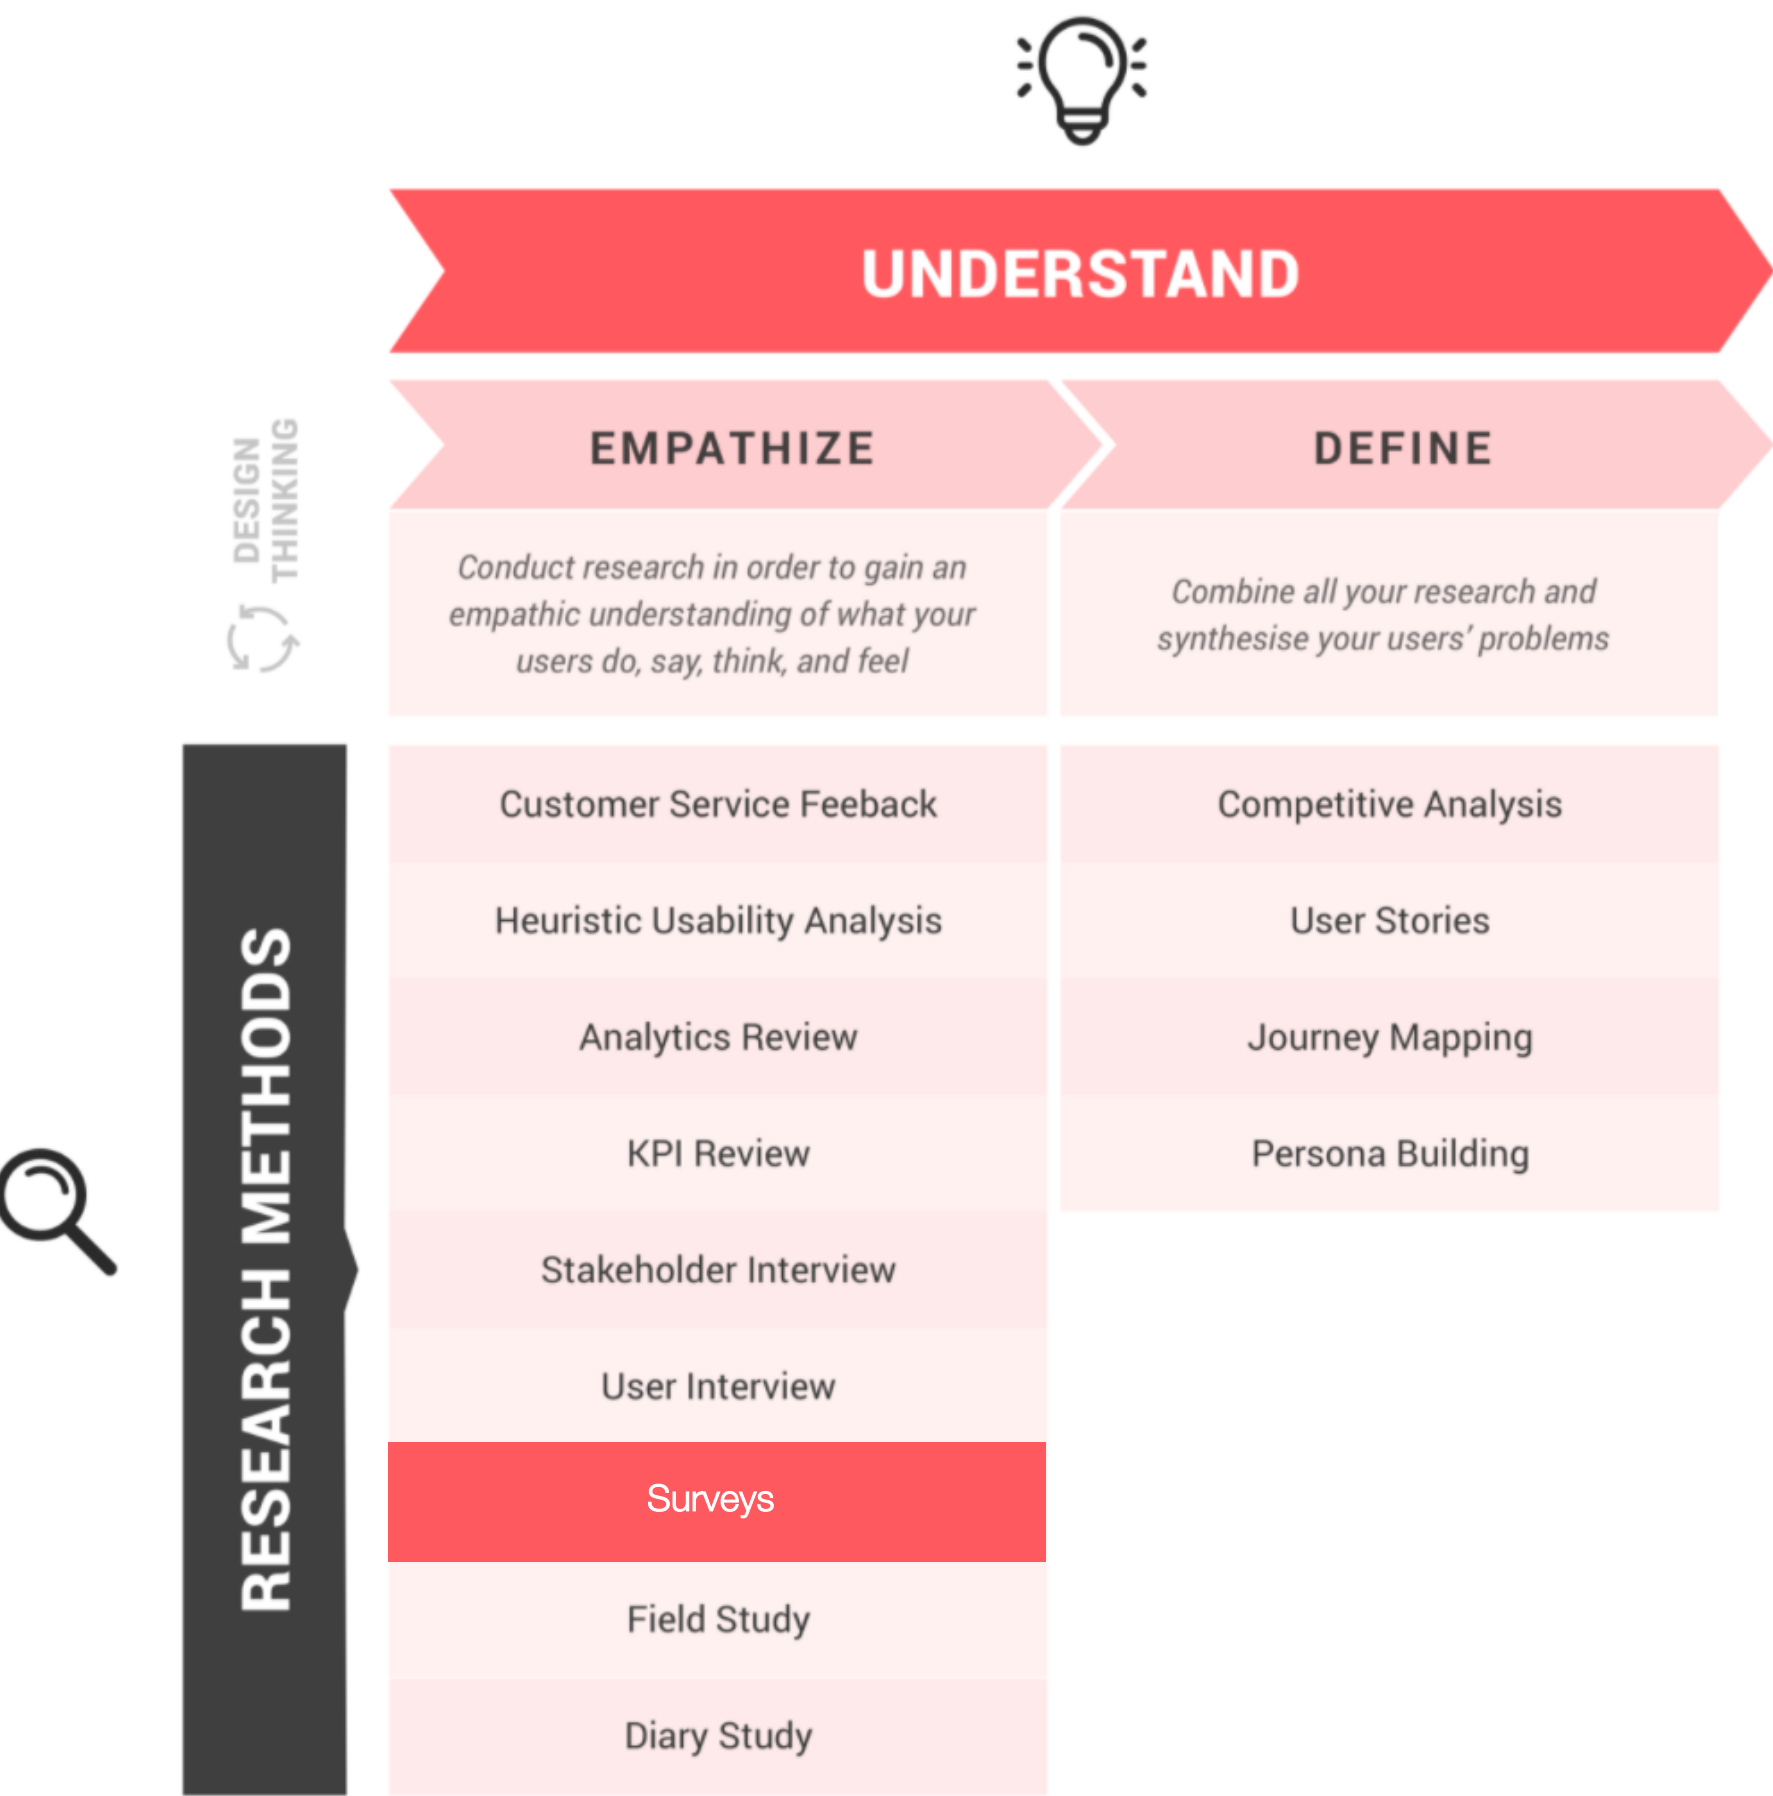 UNDERSTAND
DESIGN
THINKING
EMPATHIZE
DEFINE
Conduct research in order to gain an
empathic understanding of what your
users do, say, think, and feel
Combine all your research and
synthesise your users’ problems
RESEARCH METHODS
Customer Service Feeback
Heuristic Usability Analysis
Analytics Review
KPI Review
Stakeholder Interview
User Interview
Surveys
Field Study
Diary Study
Competitive Analysis
User Stories
Journey Mapping
Persona Building